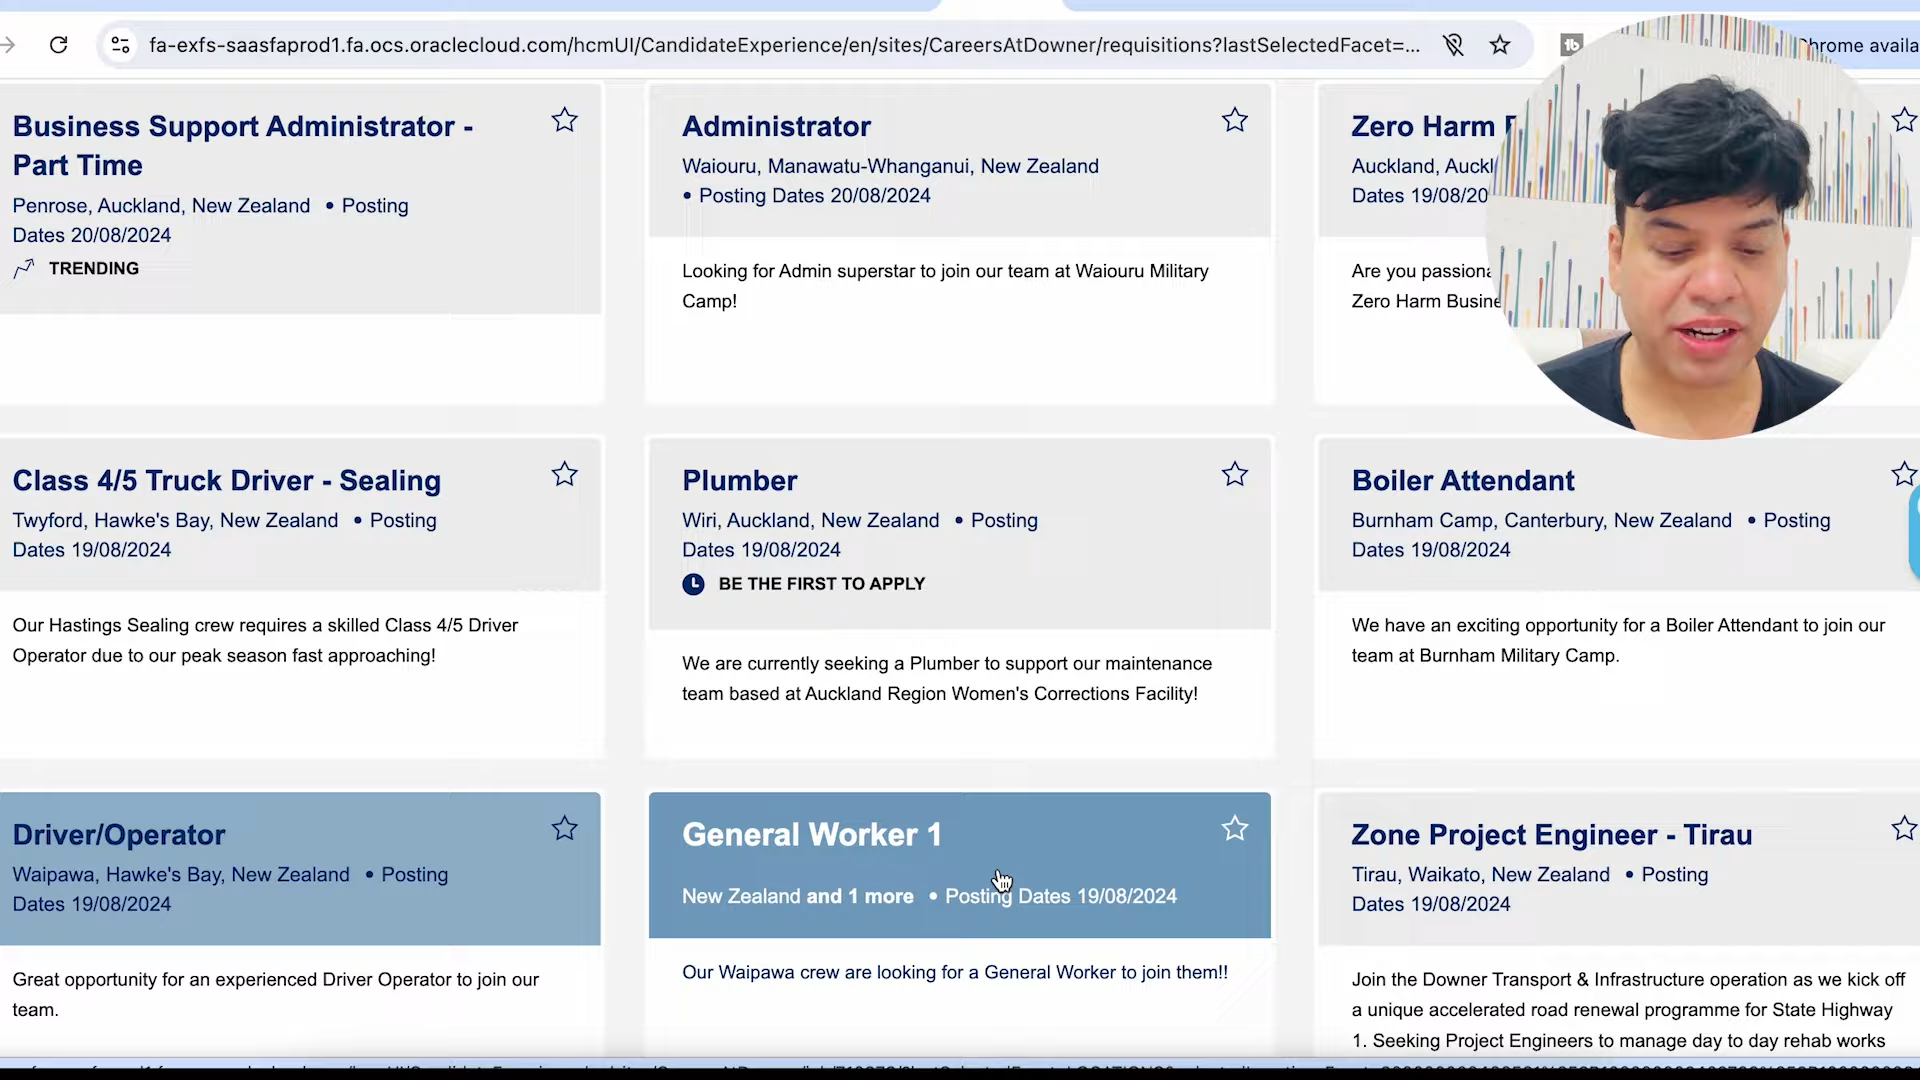 fa-exfs-saasfaprod1.fa.ocs.oraclecloud.com/hcmUI/CandidateExperience/en/sites/CareersAtDowner/requisitions?lastSelectedFacet=...
Chrome availa
Business Support Administrator -
Part Time
Penrose, Auckland, New Zealand • Posting
Dates 20/08/2024
TRENDING
Administrator
Waiouru, Manawatu-Whanganui, New Zealand
• Posting Dates 20/08/2024
Looking for Admin superstar to join our team at Waiouru Military
Camp!
Zero Harm
Auckland, Auckl
Dates 19/08/20
Are you passiona
Zero Harm Busine
Class 4/5 Truck Driver - Sealing
Twyford, Hawke's Bay, New Zealand • Posting
Dates 19/08/2024
Our Hastings Sealing crew requires a skilled Class 4/5 Driver
Operator due to our peak season fast approaching!
Plumber
Wiri, Auckland, New Zealand • Posting
Dates 19/08/2024
BE THE FIRST TO APPLY
We are currently seeking a Plumber to support our maintenance
team based at Auckland Region Women's Corrections Facility!
Boiler Attendant
Burnham Camp, Canterbury, New Zealand • Posting
Dates 19/08/2024
We have an exciting opportunity for a Boiler Attendant to join our
team at Burnham Military Camp.
Driver/Operator
Waipawa, Hawke's Bay, New Zealand • Posting
Dates 19/08/2024
Great opportunity for an experienced Driver Operator to join our
team.
General Worker 1
New Zealand and 1 more • Posting Dates 19/08/2024
Our Waipawa crew are looking for a General Worker to join them!!
Zone Project Engineer - Tirau
Tirau, Waikato, New Zealand • Posting
Dates 19/08/2024
Join the Downer Transport & Infrastructure operation as we kick off
a unique accelerated road renewal programme for State Highway
1. Seeking Project Engineers to manage day to day rehab works